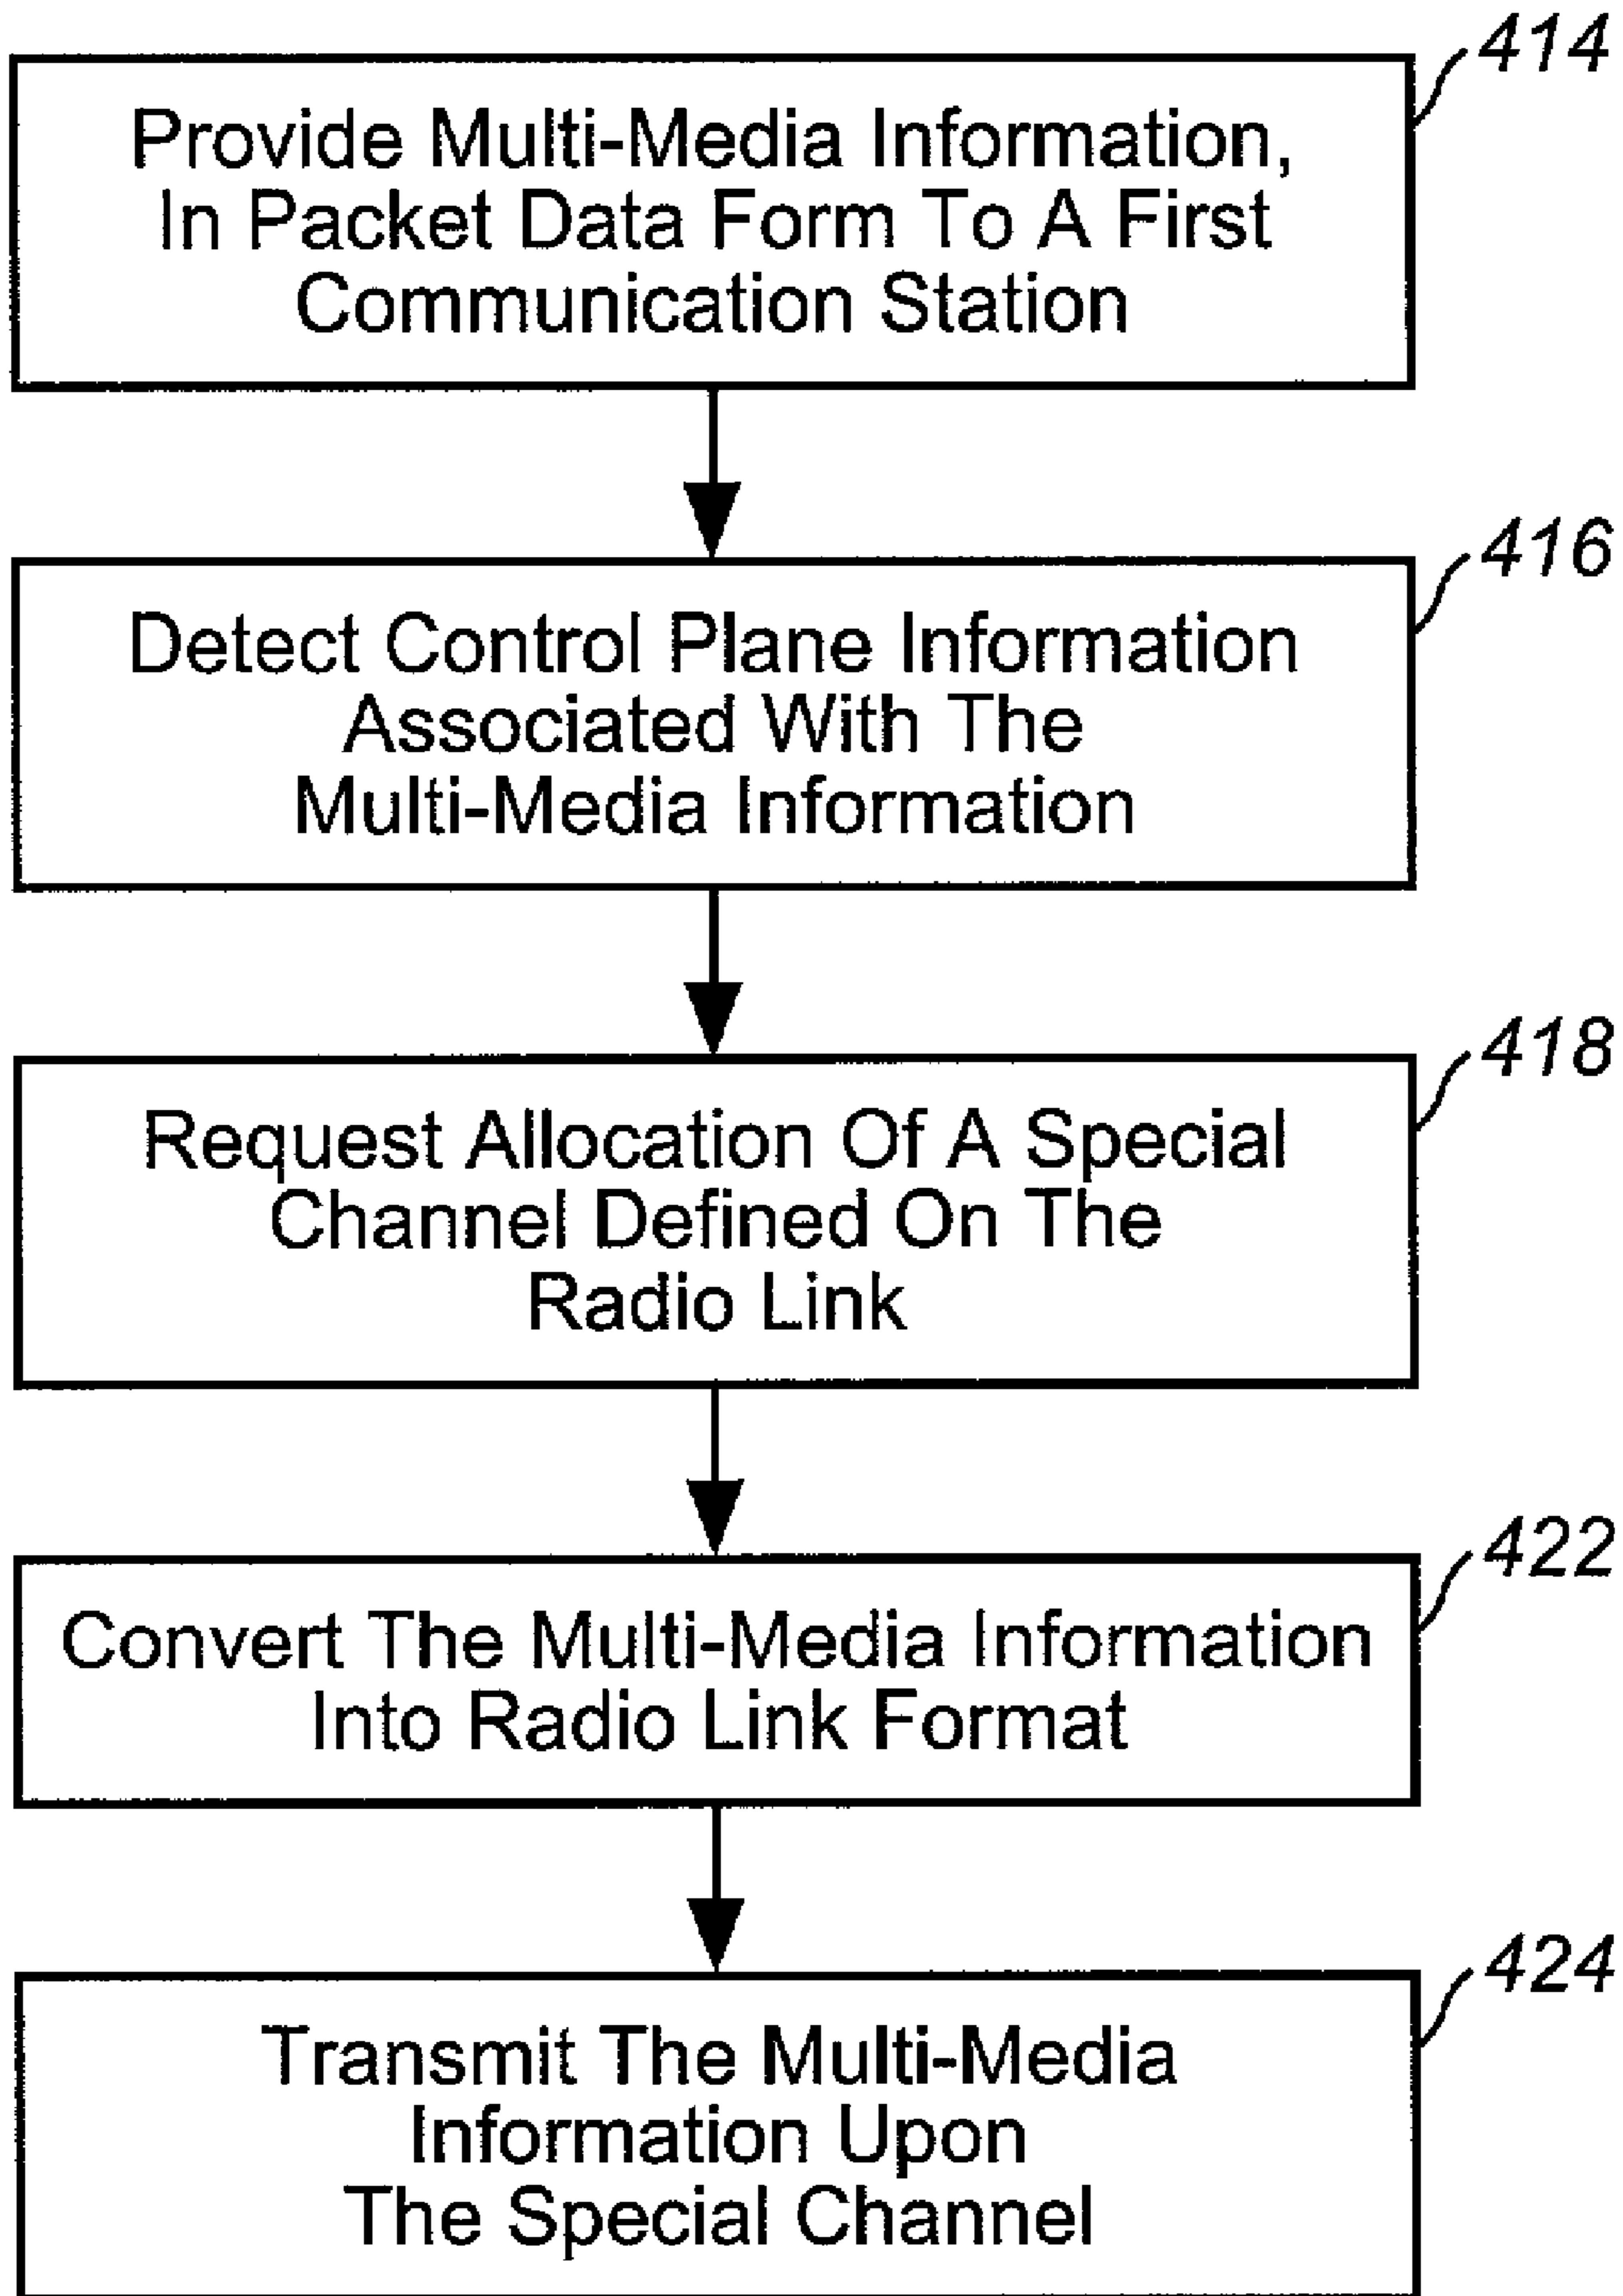 414
Provide Multi-Media Information,
In Packet Data Form To A First
Communication Station
416
Detect Control Plane Information
Associated With The
Multi-Media Information
418
Request Allocation Of A Special
Channel Defined On The
Radio Link
422
Convert The Multi-Media Information
Into Radio Link Format
424
Transmit The Multi-Media
Information Upon
The Special Channel